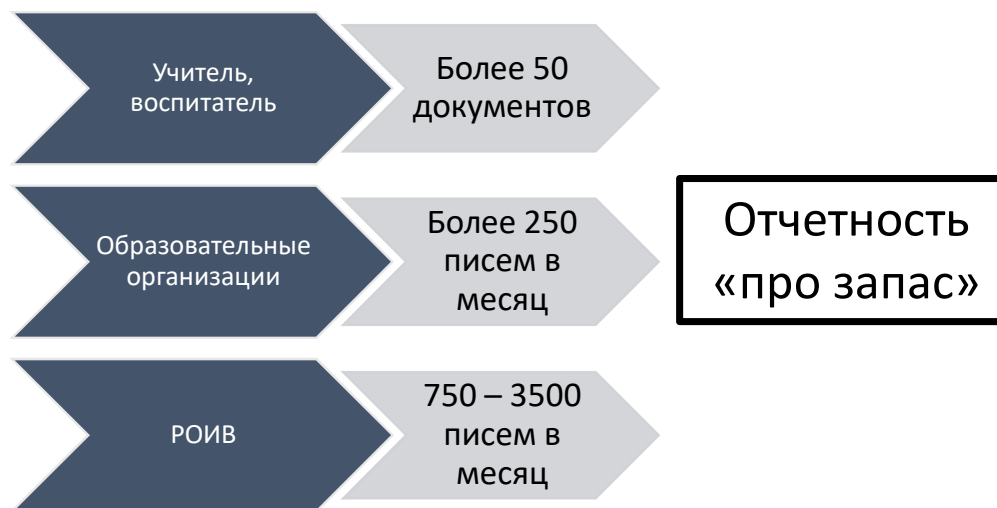 Учитель,
воспитатель
Более 50
документов
Образовательные
организации
Более 250
писем в
месяц
Отчетность
«про запас»
РОИВ
750 – 3500
писем в
месяц